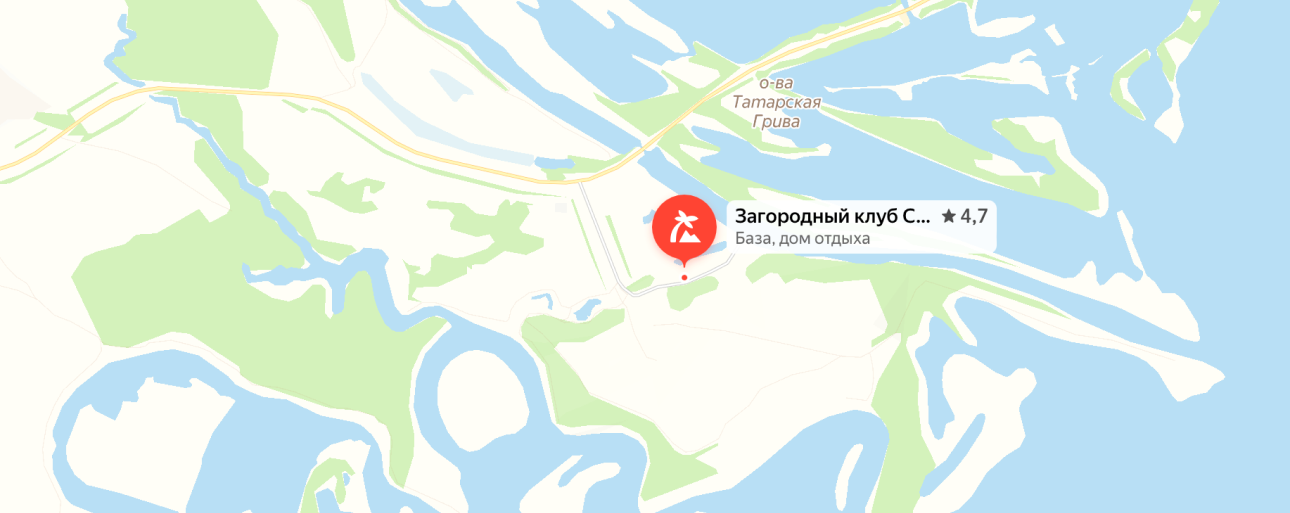 о-ва
Татарская
Грива
Загородный клуб С... ★ 4,7
База, дом отдыха